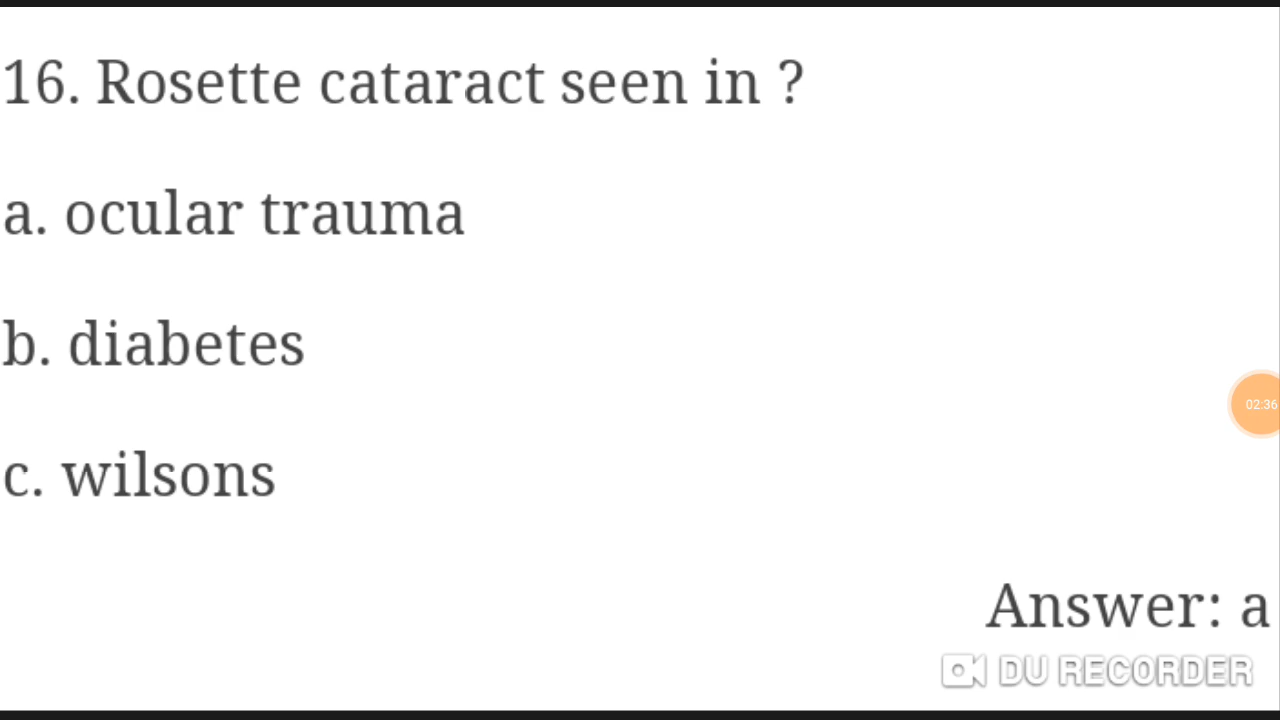 16. Rosette cataract seen in ?
a. ocular trauma
b. diabetes
02:36
c. wilsons
Answer: a
DU RECORDER